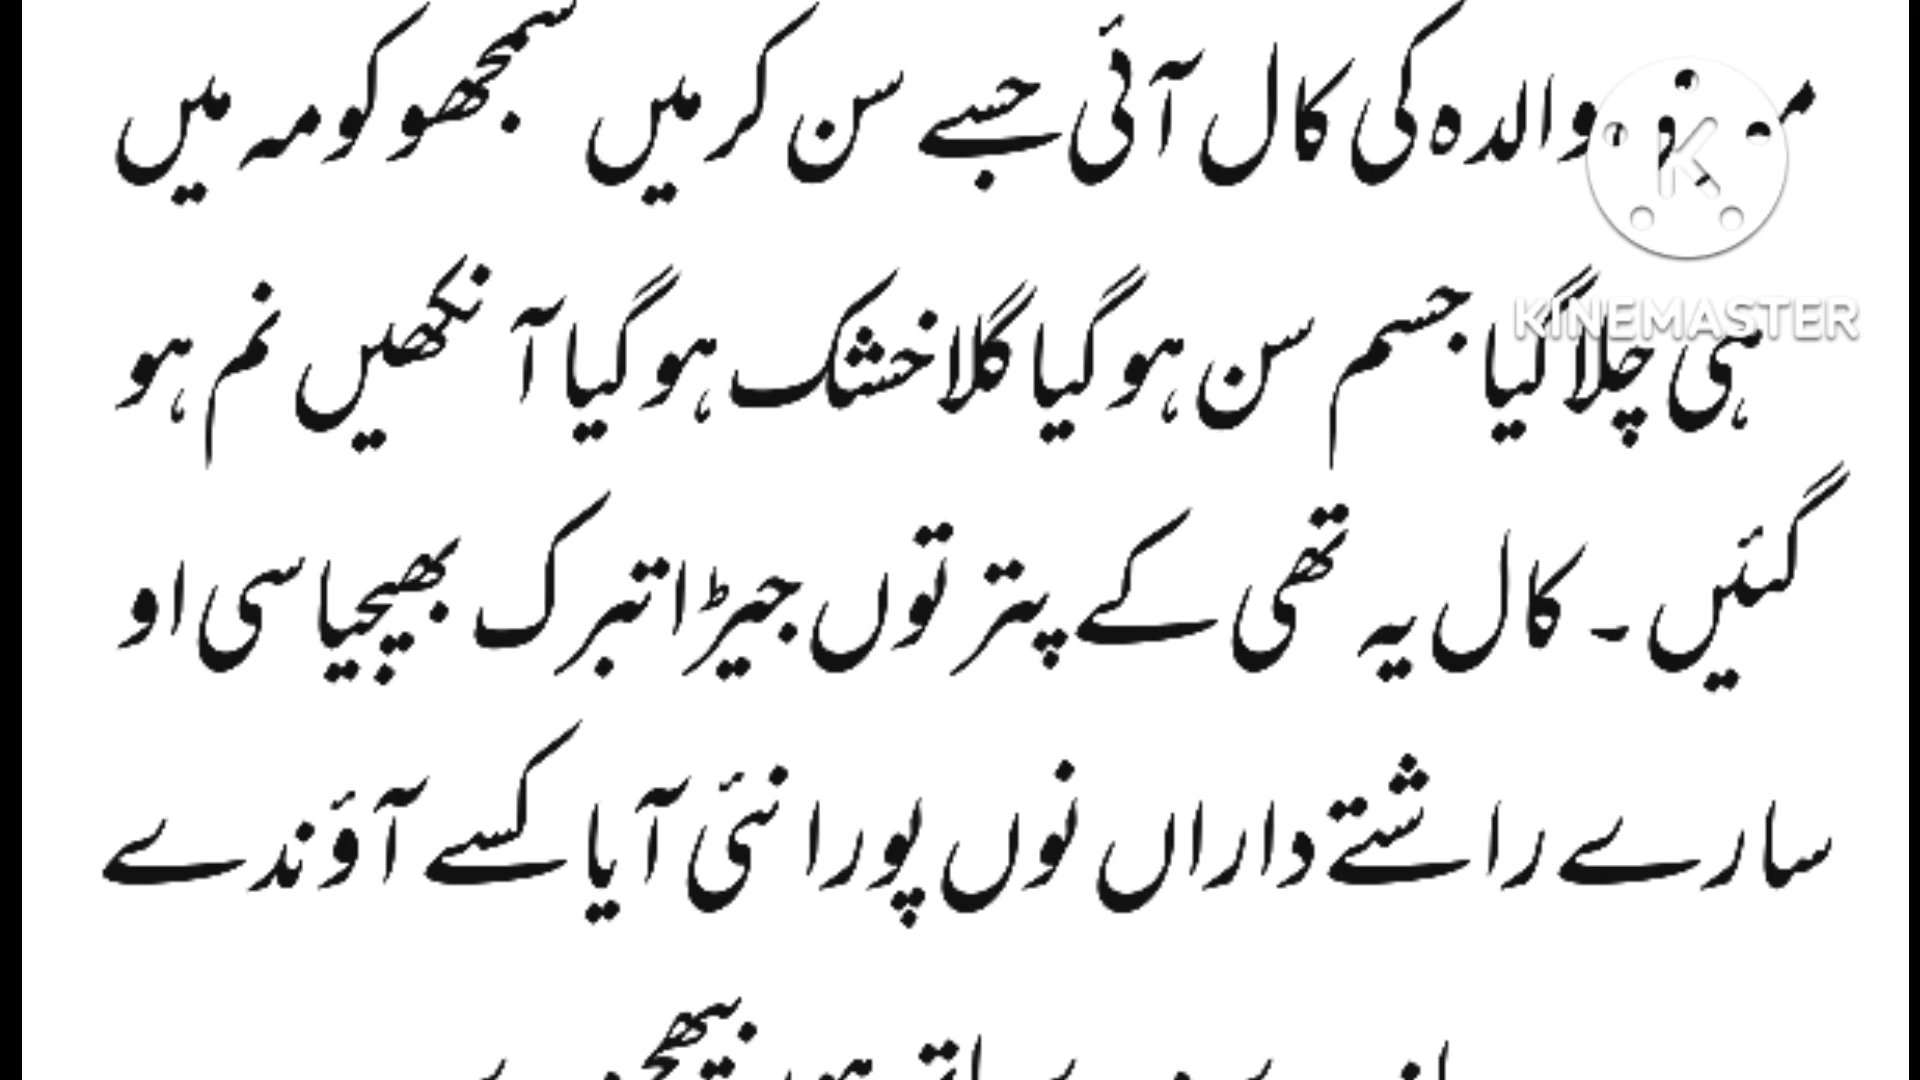 والدہ کی کال آئی جسے سن کر میں سمجھو کومہ میں
KINEMASTER
ہی چلا گیا جسم سن ہو گیا گلا خشک ہو گیا آنکھیں نم ہو
گئیں ۔ کال یہ تھی کے پتر توں جیڑا تبرک بھیچیا سی او
سارے راشتے داراں نوں پورا نئی آیا کسے آؤندے